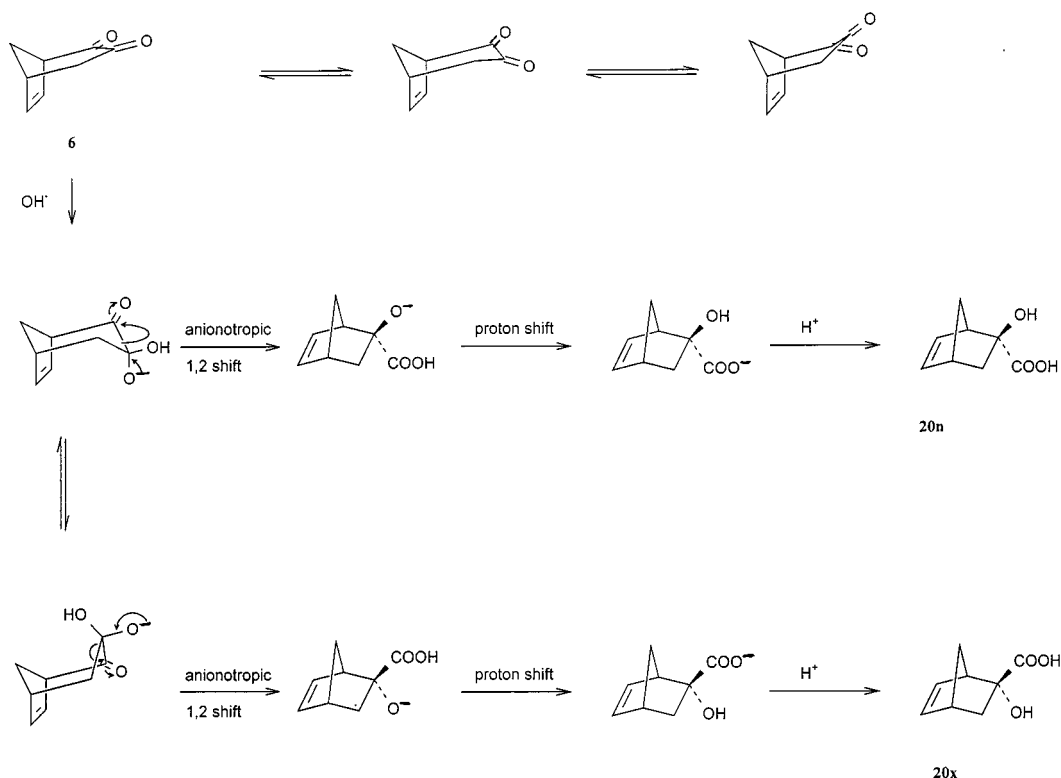 O O
O O
O O
6
OH-
O OH O-
anionotropic
1,2 shift
O-
COOH
proton shift
OH
COO-
H+
OH
COOH
20n
HO O- O
anionotropic
1,2 shift
COOH
O-
proton shift
COO-
OH
H+
COOH
OH
20x